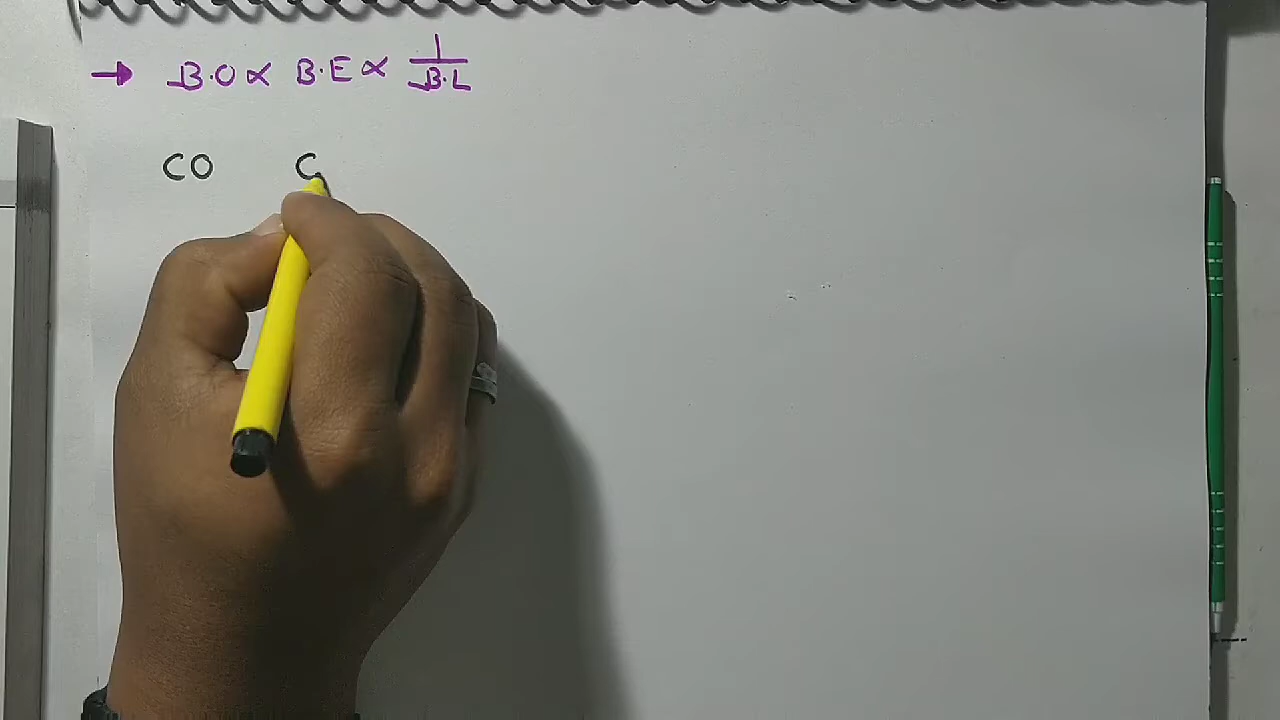 → B.O ∝ B.E ∝ 1/B.L
CO C